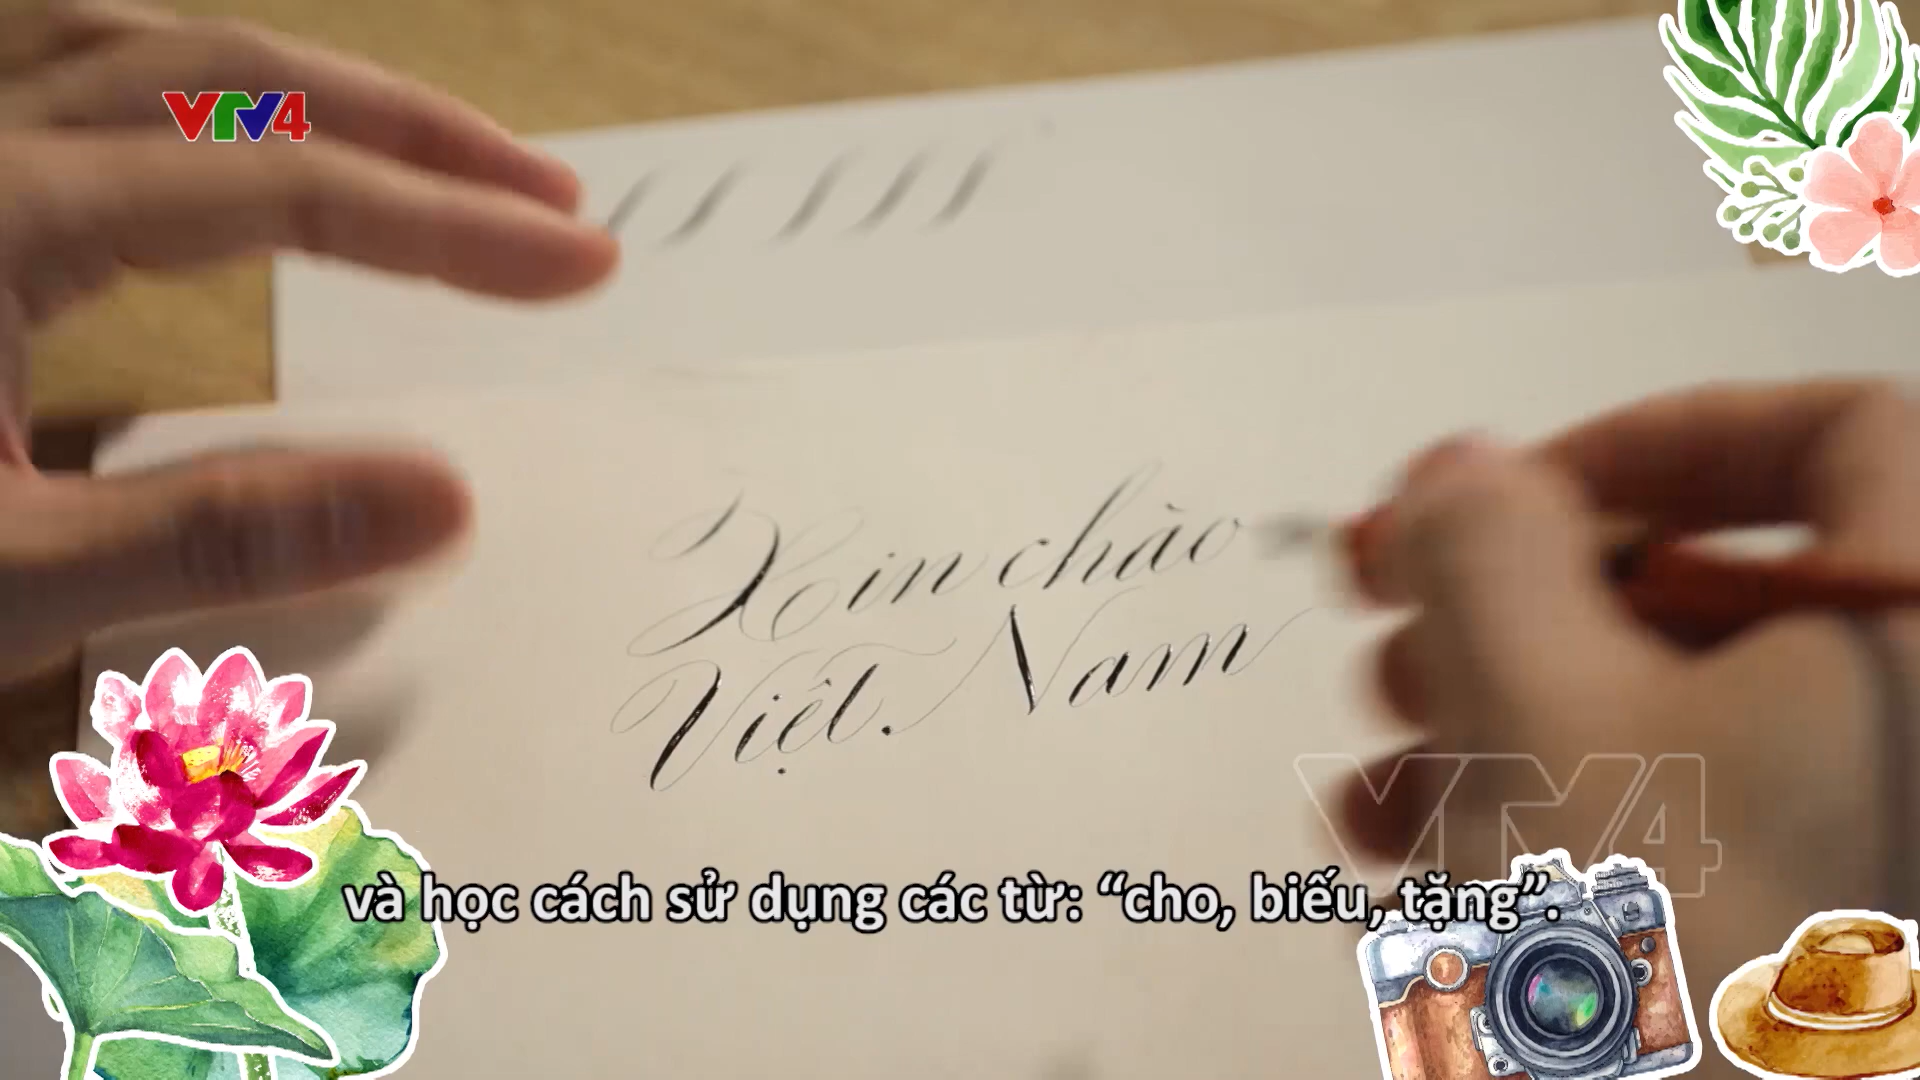 VTV4
Xin chào
Việt Nam
VTV4
và học cách sử dụng các từ: “cho, biếu, tặng”.